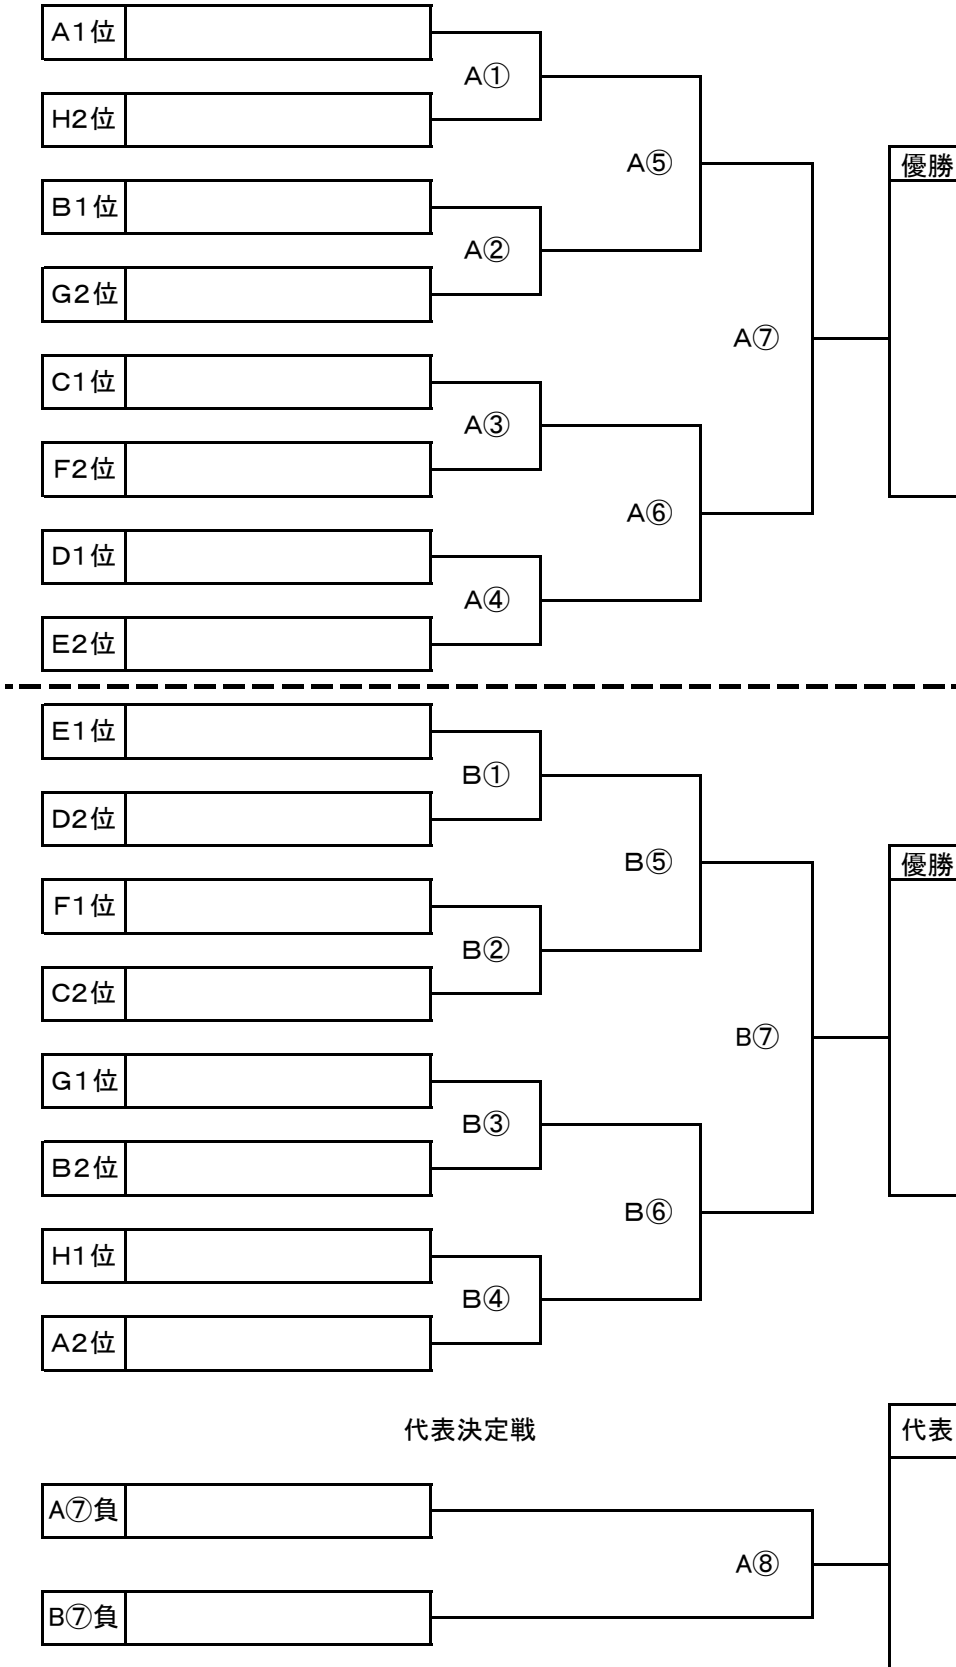 A1位
A①
H2位
A⑤
優勝
B1位
A②
G2位
A⑦
C1位
A③
F2位
A⑥
D1位
A④
E2位
E1位
B①
D2位
B⑤
優勝
F1位
B②
C2位
B⑦
G1位
B③
B2位
B⑥
H1位
B④
A2位
代表決定戦
代表
A⑦負
A⑧
B⑦負